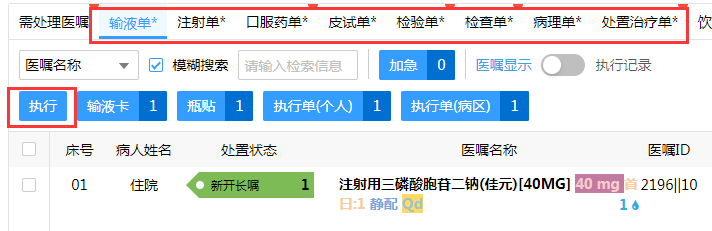 需处理医嘱 输液单* 注射单* 口服药单* 皮试单* 检验单* 检查单* 病理单* 处置治疗单* 饮
医嘱名称 模糊搜索 请输入检索信息 加急 0 医嘱显示 执行记录
执行 输液卡 1 瓶贴 1 执行单(个人) 1 执行单(病区) 1
床号 病人姓名 处置状态 医嘱名称 医嘱ID
01 住院 新开长嘱 1 注射用三磷酸胞苷二钠(佳元)[40MG] 40 mg 首 2196||10
日:1 静配 Qd 1